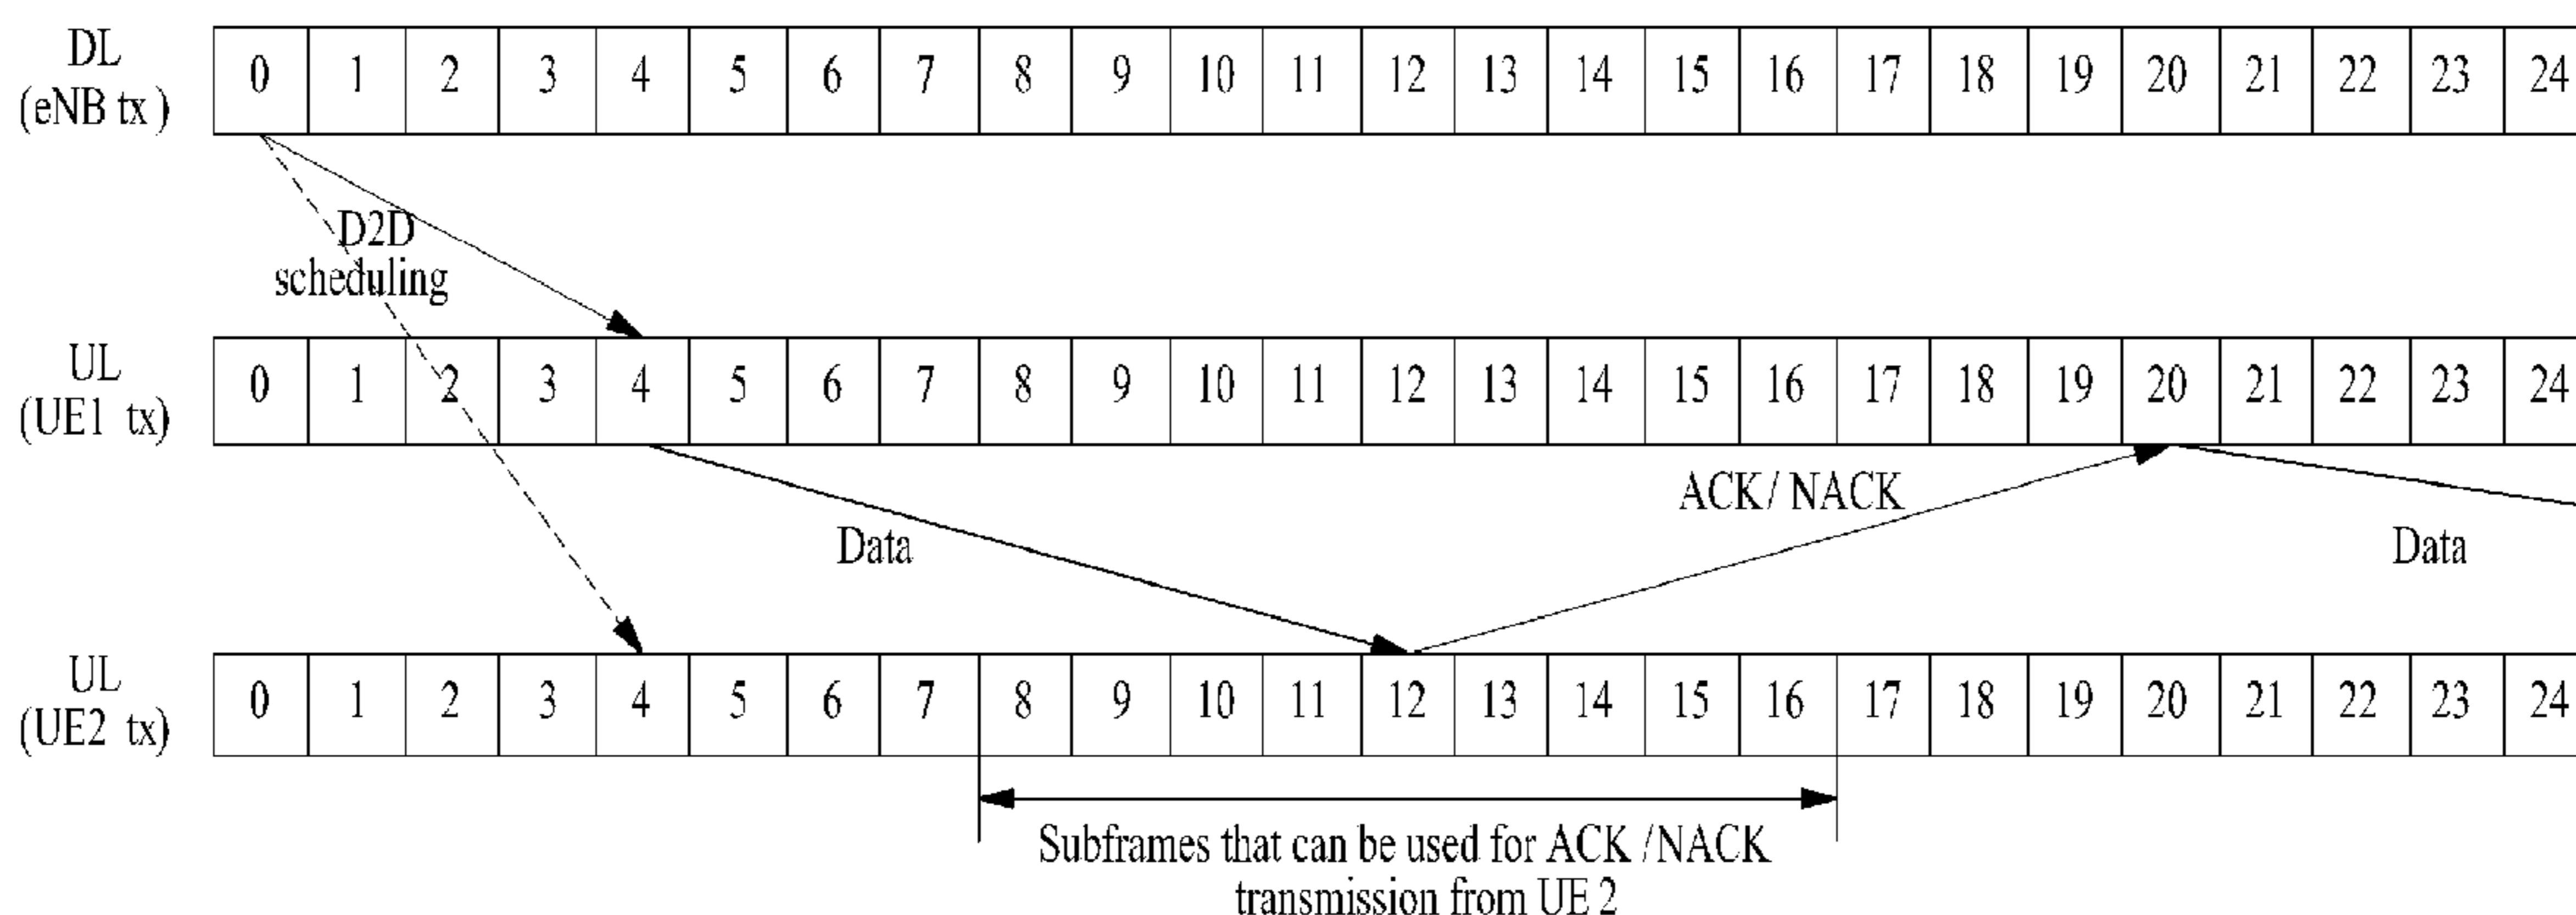 DL
(eNB tx )
0 1 2 3 4 5 6 7 8 9 10 11 12 13 14 15 16 17 18 19 20 21 22 23 24
D2D
scheduling
UL
(UE1 tx)
0 1 2 3 4 5 6 7 8 9 10 11 12 13 14 15 16 17 18 19 20 21 22 23 24
ACK/ NACK
Data
Data
UL
(UE2 tx)
0 1 2 3 4 5 6 7 8 9 10 11 12 13 14 15 16 17 18 19 20 21 22 23 24
Subframes that can be used for ACK /NACK
transmission from UE 2